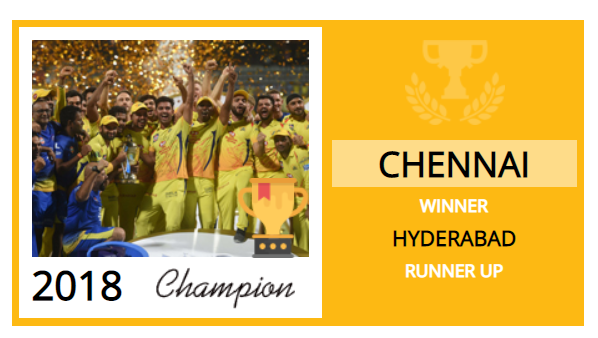 2018 Champion
CHENNAI
WINNER
HYDERABAD
RUNNER UP